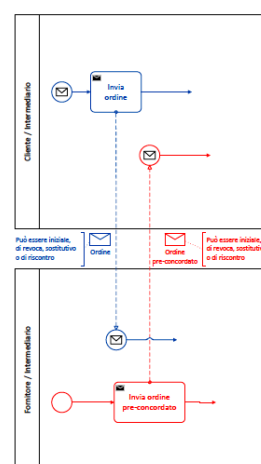 Cliente / Intermediario
Invia
ordine
Può essere iniziale,
di revoca, sostitutivo
o di riscontro
Ordine
Ordine
pre-concordato
Può essere iniziale,
di revoca, sostitutivo
o di riscontro
Fornitore / Intermediario
Invia ordine
pre-concordato